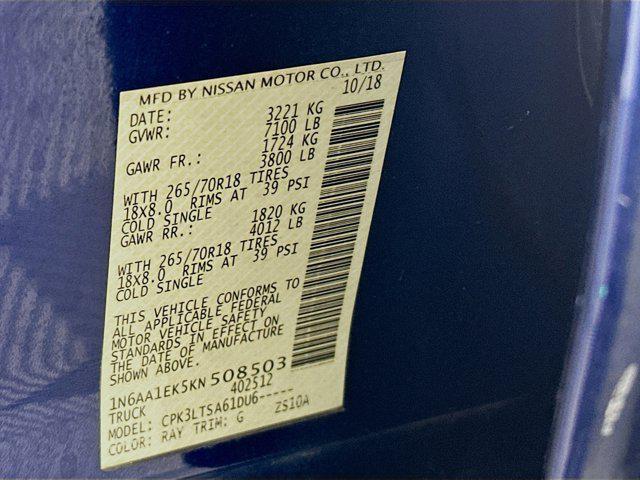 MFD BY NISSAN MOTOR CO., LTD.
DATE: 10/18
GVWR: 3221 KG
7100 LB
GAWR FR.: 1724 KG
3800 LB
WITH 265/70R18 TIRES
18X8.0 RIMS AT 39 PSI
COLD SINGLE
GAWR RR.: 1820 KG
4012 LB
WITH 265/70R18 TIRES
18X8.0 RIMS AT 39 PSI
COLD SINGLE
THIS VEHICLE CONFORMS TO
ALL APPLICABLE FEDERAL
MOTOR VEHICLE SAFETY
STANDARDS IN EFFECT ON
THE DATE OF MANUFACTURE
SHOWN ABOVE.
1N6AA1EK5KN508503
TRUCK 402512
MODEL: CPK3LTSA61DU6-----
COLOR: RAY TRIM: G ZS10A